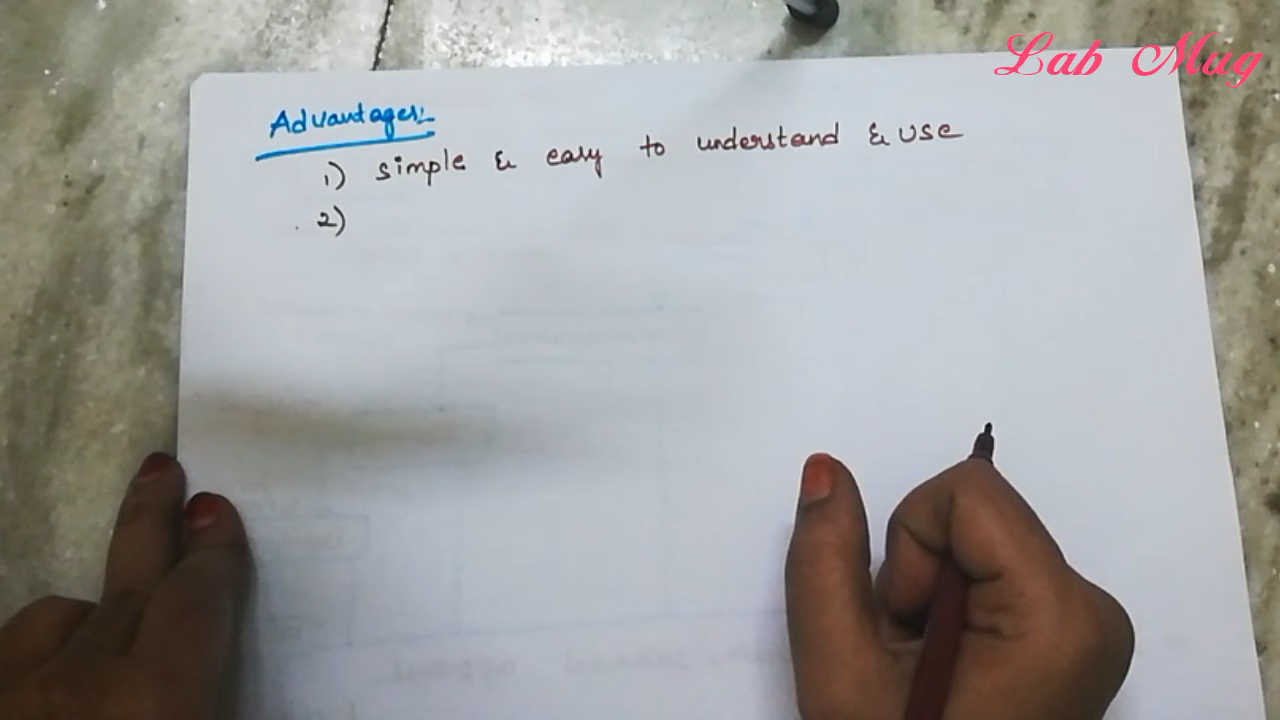 Lab Mug
Advantages:-
1) simple & easy to understand & use
2)